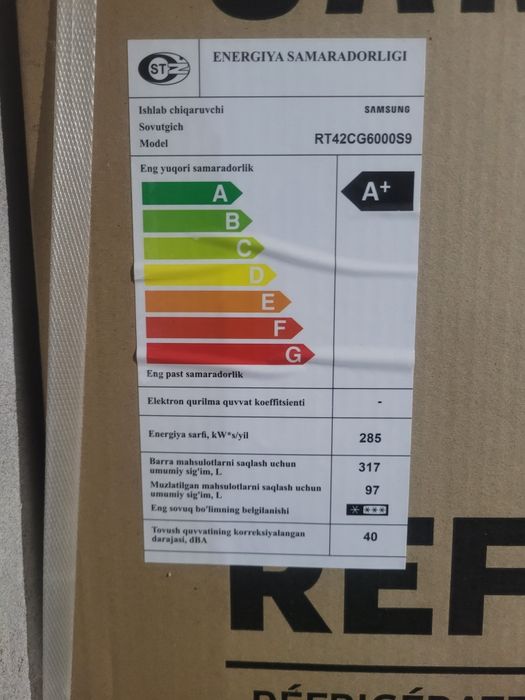 ST
ENERGIYA SAMARADORLIGI
Ishlab chiqaruvchi SAMSUNG
Sovutgich
Model RT42CG6000S9
Eng yuqori samaradorlik
A A+
B
C
D
E
F
G
Eng past samaradorlik
Elektron qurilma quvvat koeffitsienti -
Energiya sarfi, kW*s/yil 285
Barra mahsulotlarni saqlash uchun
umumiy sig'im, L 317
Muzlatilgan mahsulotlarni saqlash uchun
umumiy sig'im, L 97
Eng sovuq bo'limning belgilanishi * ***
Tovush quvvatining korreksiyalangan
darajasi, dBA 40
REF